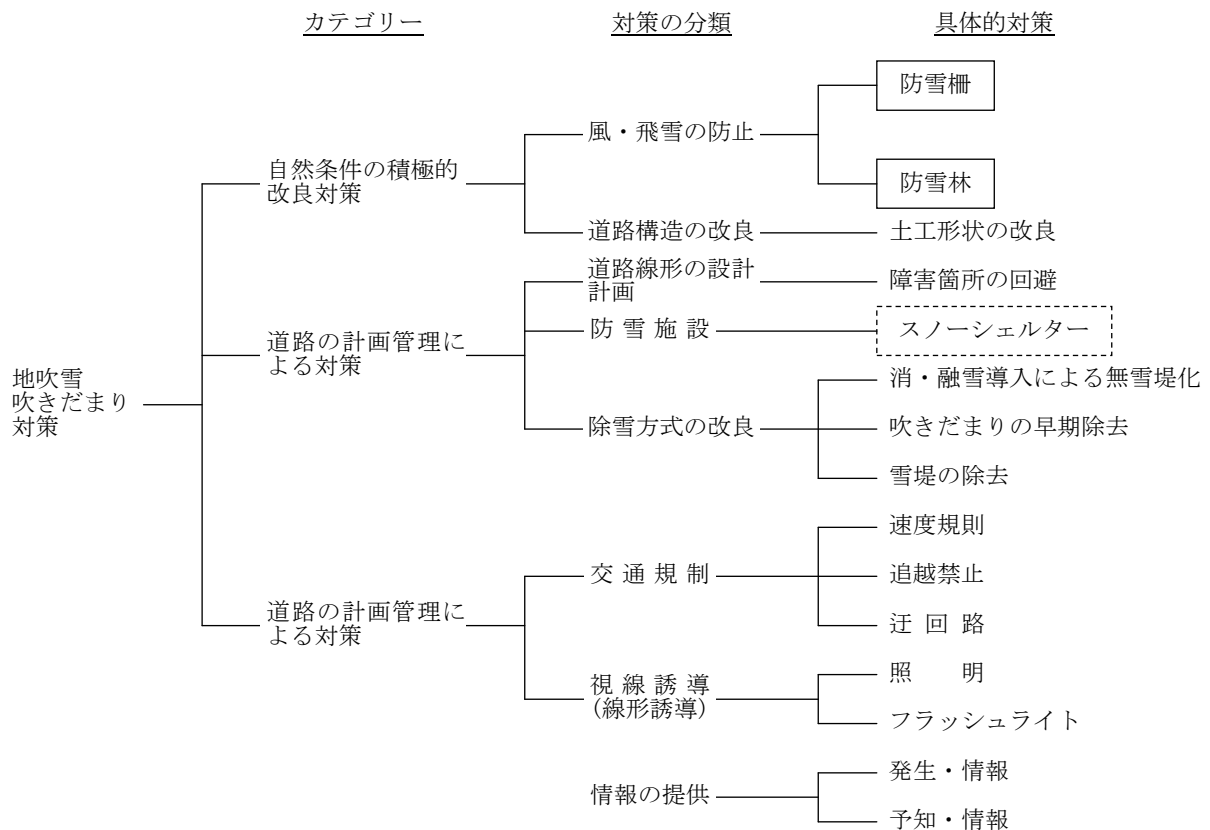 カテゴリー 対策の分類 具体的対策
防雪柵
風・飛雪の防止
自然条件の積極的
改良対策
防雪林
道路構造の改良 土工形状の改良
道路線形の設計
計画
障害箇所の回避
防雪施設 スノーシェルター
道路の計画管理に
よる対策
地吹雪
吹きだまり
対策
消・融雪導入による無雪堤化
除雪方式の改良 吹きだまりの早期除去
雪堤の除去
速度規則
交通規制 追越禁止
道路の計画管理に
よる対策
迂回路
視線誘導
(線形誘導)
照 明
フラッシュライト
発生・情報
情報の提供
予知・情報